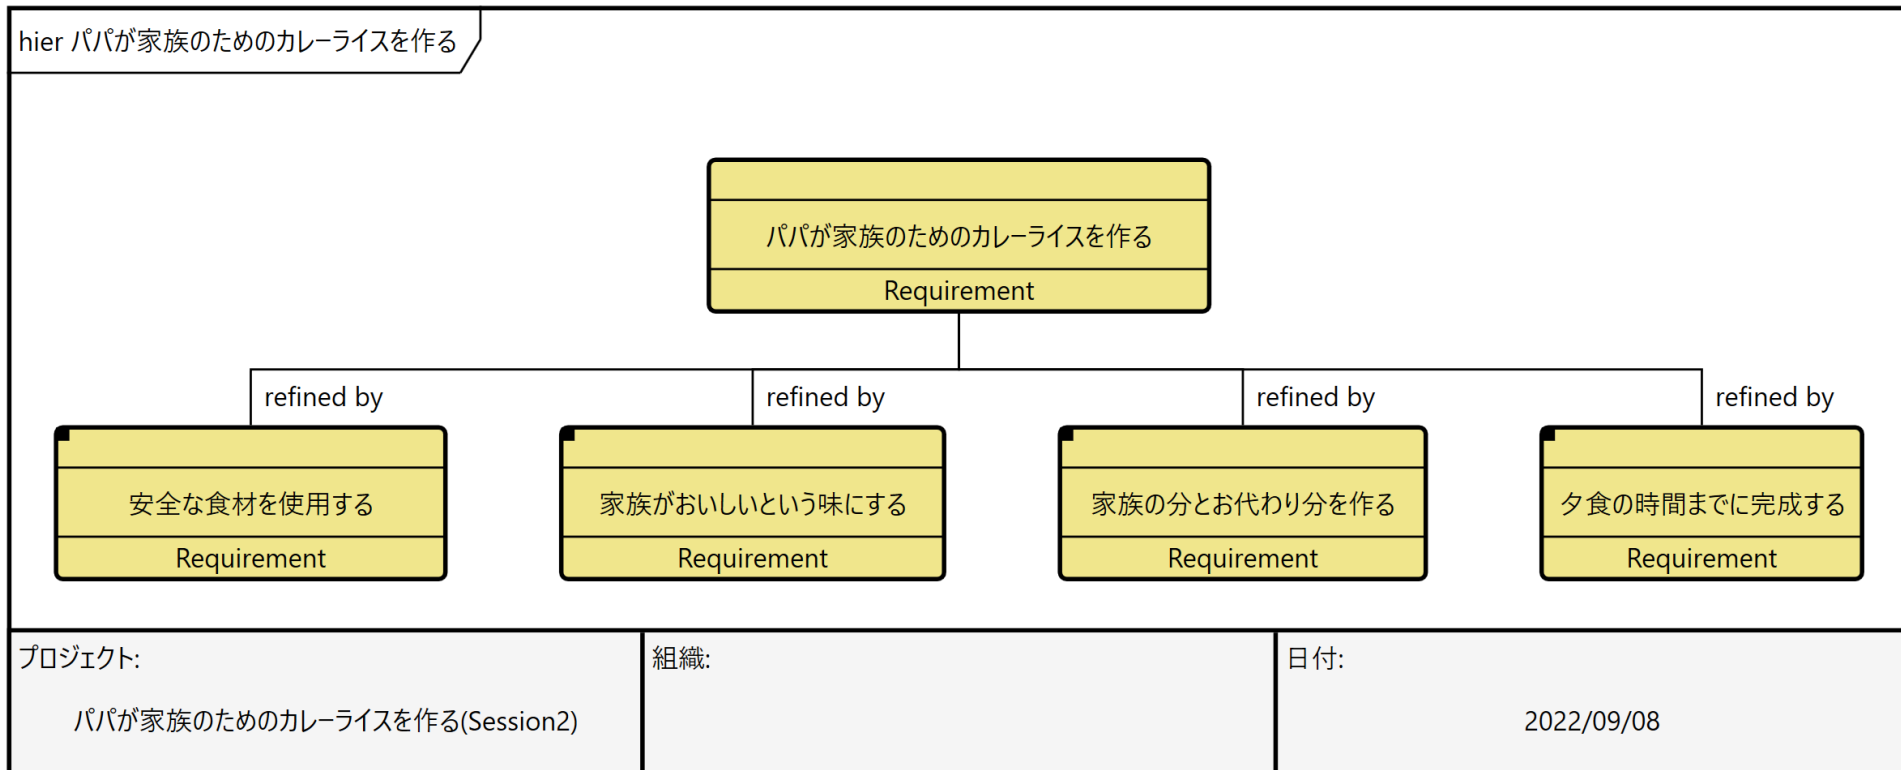 hier パパが家族のためのカレーライスを作る
パパが家族のためのカレーライスを作る
Requirement
refined by
refined by
refined by
refined by
安全な食材を使用する
家族がおいしいという味にする
家族の分とお代わり分を作る
夕食の時間までに完成する
Requirement
Requirement
Requirement
Requirement
プロジェクト:
組織:
日付:
パパが家族のためのカレーライスを作る(Session2)
2022/09/08